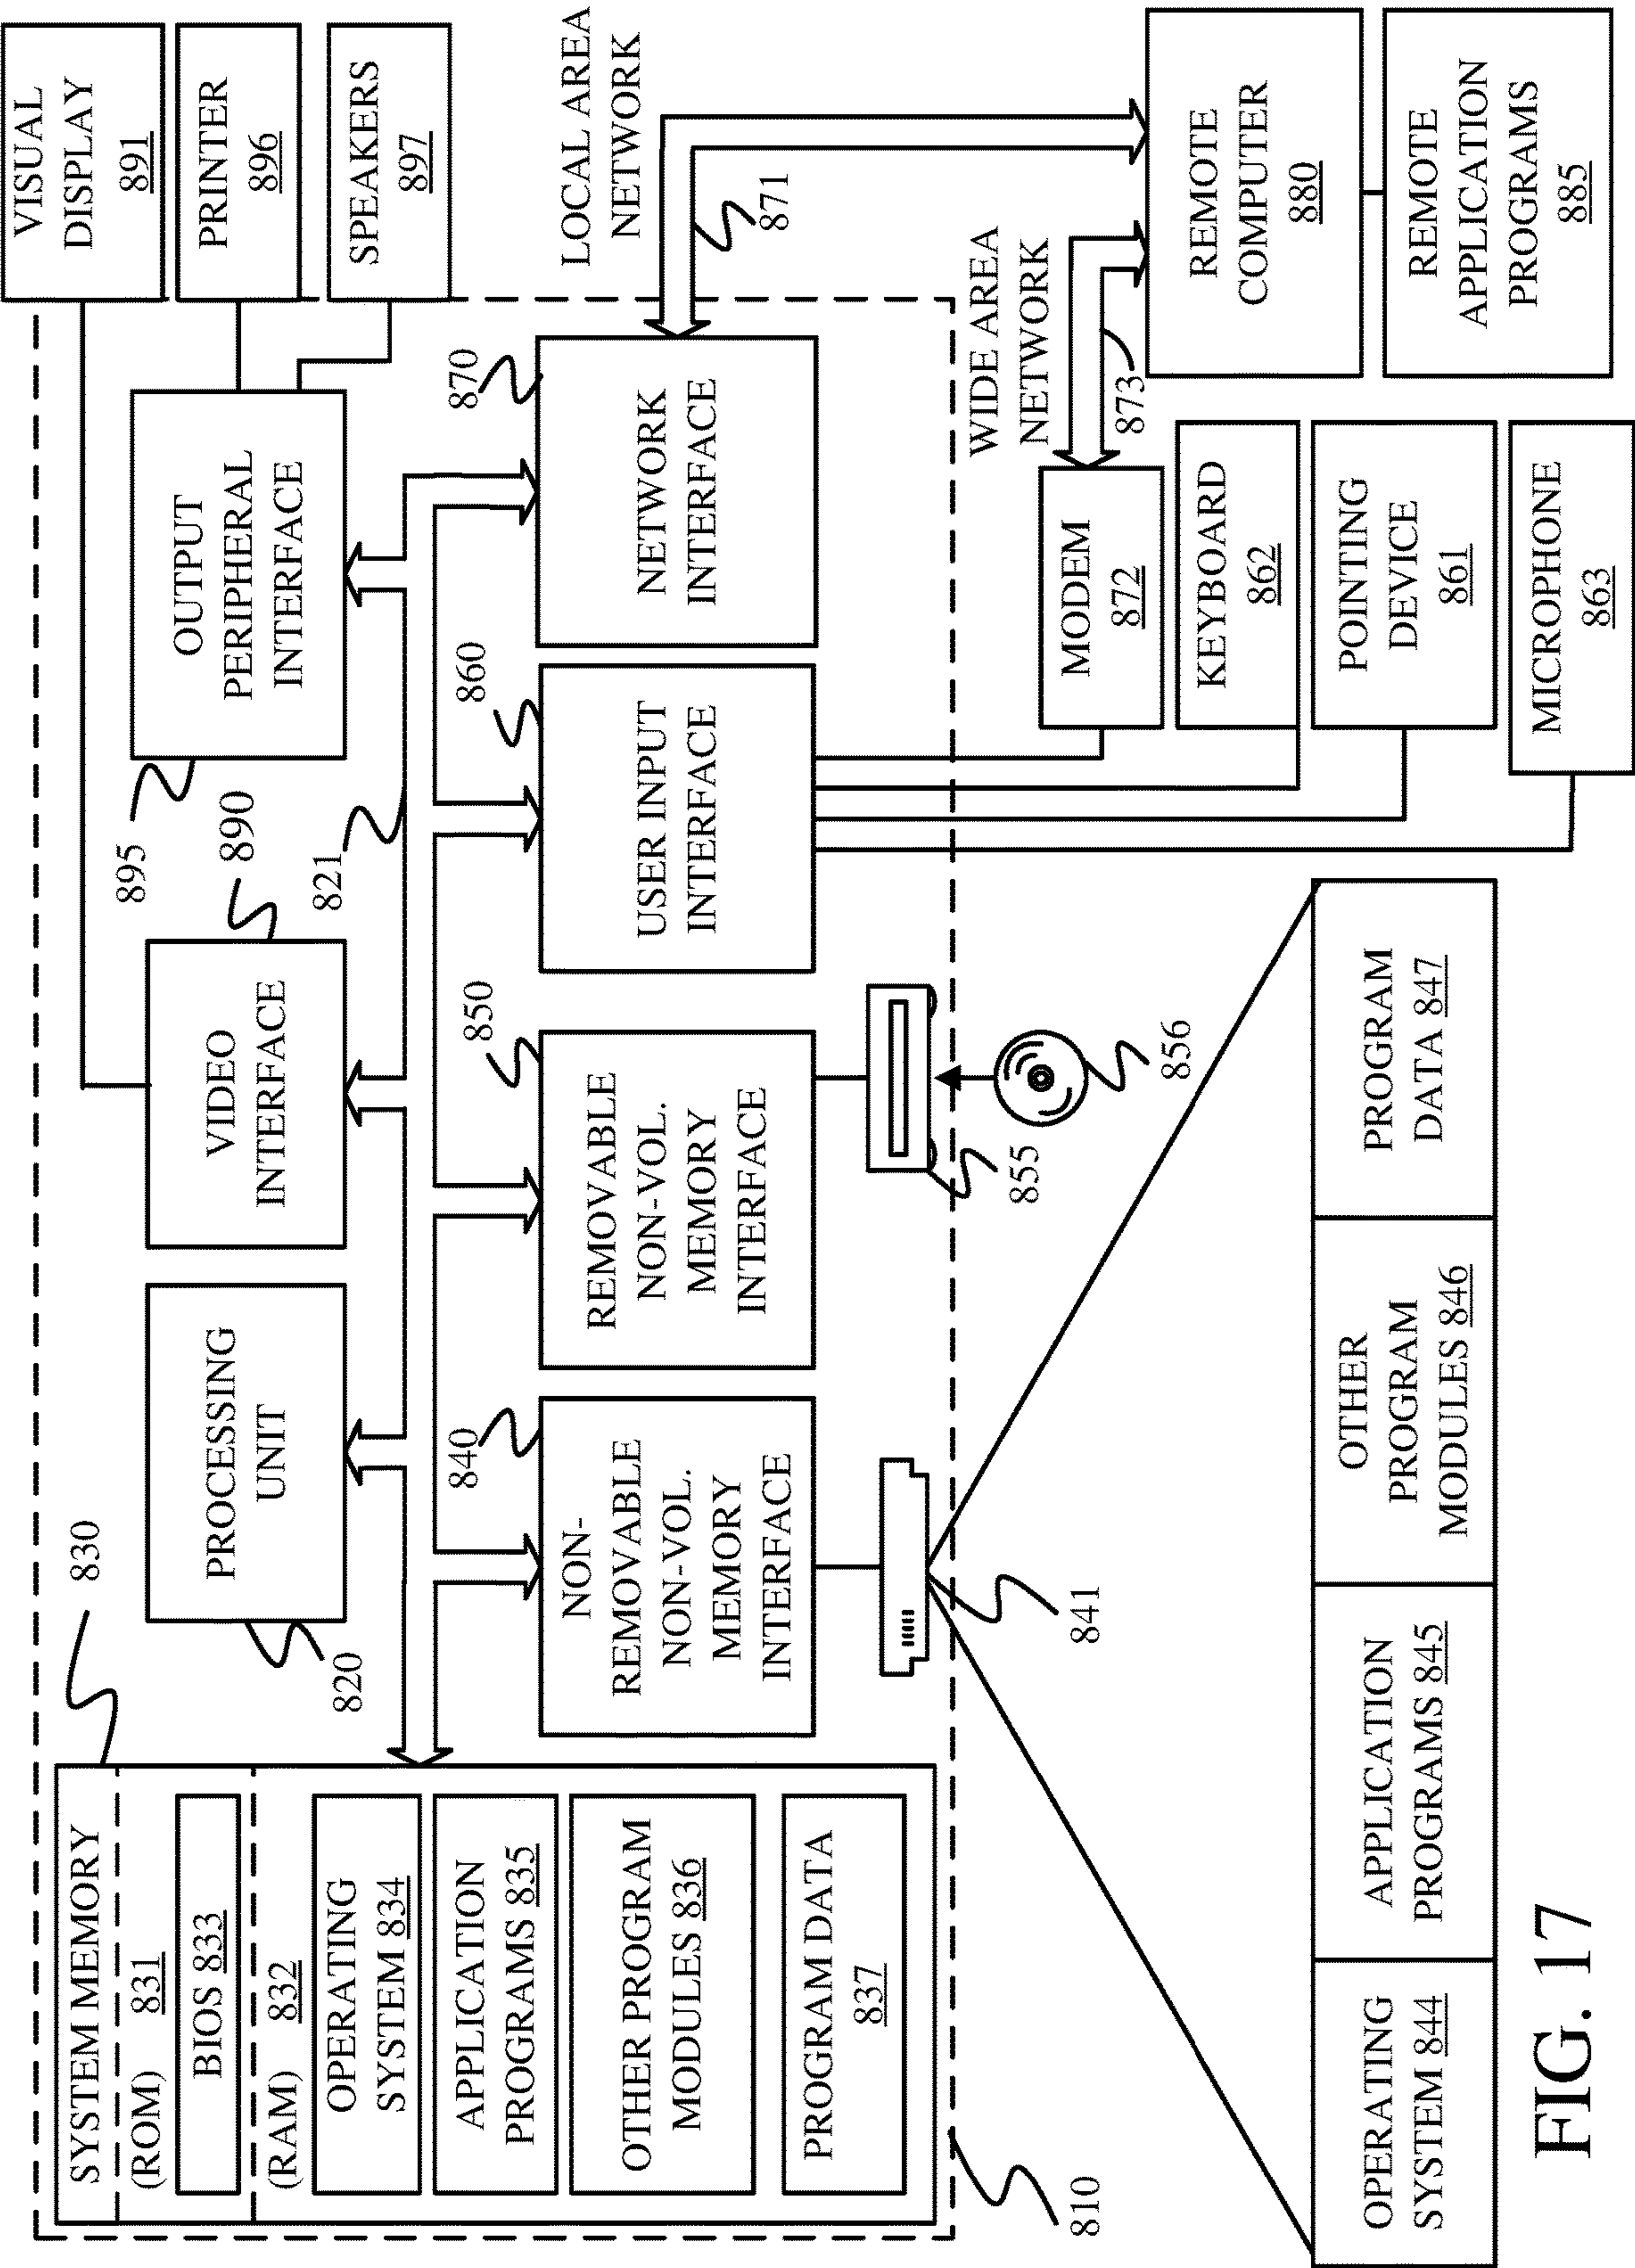 810
SYSTEM MEMORY
(ROM) 831
BIOS 833
(RAM) 832
OPERATING
SYSTEM 834
APPLICATION
PROGRAMS 835
OTHER PROGRAM
MODULES 836
PROGRAM DATA
837
830
820
PROCESSING
UNIT
890
VIDEO
INTERFACE
821
895
OUTPUT
PERIPHERAL
INTERFACE
VISUAL
DISPLAY
891
PRINTER
896
SPEAKERS
897
840
NON-
REMOVABLE
NON-VOL.
MEMORY
INTERFACE
850
REMOVABLE
NON-VOL.
MEMORY
INTERFACE
860
USER INPUT
INTERFACE
870
NETWORK
INTERFACE
LOCAL AREA
NETWORK
871
841
855
856
WIDE AREA
NETWORK
873
MODEM
872
KEYBOARD
862
POINTING
DEVICE
861
MICROPHONE
863
REMOTE
COMPUTER
880
REMOTE
APPLICATION
PROGRAMS
885
OPERATING
SYSTEM 844
APPLICATION
PROGRAMS 845
OTHER
PROGRAM
MODULES 846
PROGRAM
DATA 847
FIG. 17